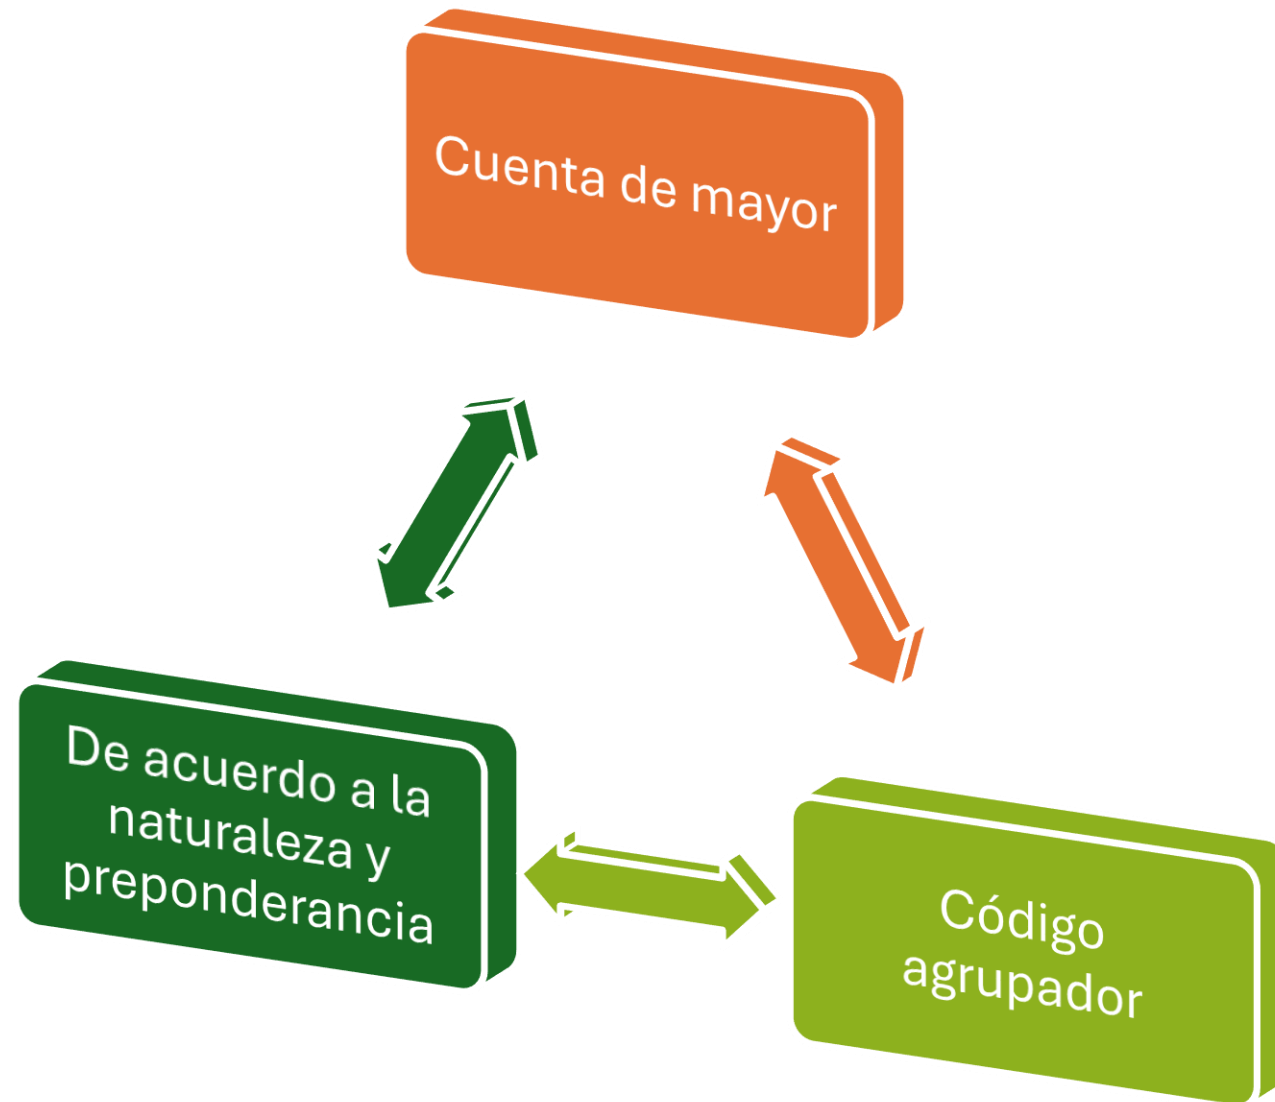 Cuenta de mayor
De acuerdo a la
naturaleza y
preponderancia
Código
agrupador